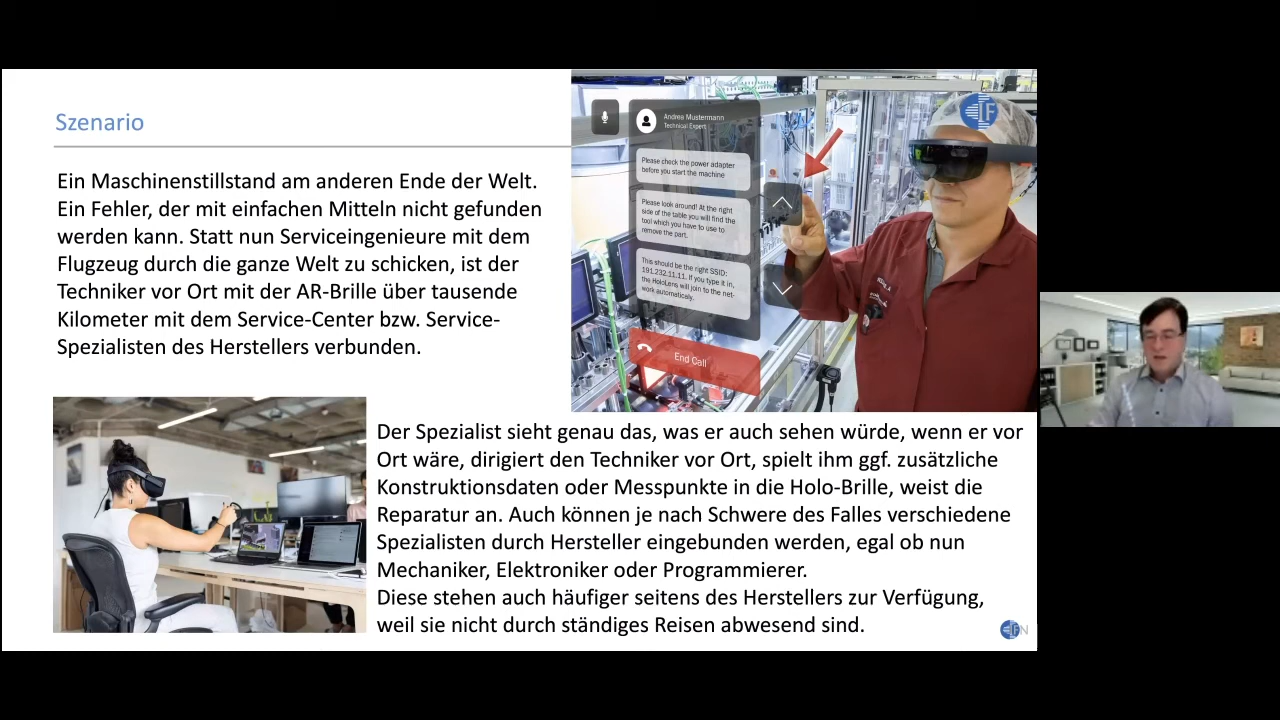 Szenario
Ein Maschinenstillstand am anderen Ende der Welt.
Ein Fehler, der mit einfachen Mitteln nicht gefunden
werden kann. Statt nun Serviceingenieure mit dem
Flugzeug durch die ganze Welt zu schicken, ist der
Techniker vor Ort mit der AR-Brille über tausende
Kilometer mit dem Service-Center bzw. Service-
Spezialisten des Herstellers verbunden.
Andrea Mustermann
Technical Expert
Please check the power adapter
before you start the machine
Please look around! At the right
side of the table you will find the
tool which you have to use to
remove the part.
This should be the right SSID:
191.232.11.11. If you type it in,
the HoloLens will join to the net-
work automaticaly.
End Call
IF
Der Spezialist sieht genau das, was er auch sehen würde, wenn er vor
Ort wäre, dirigiert den Techniker vor Ort, spielt ihm ggf. zusätzliche
Konstruktionsdaten oder Messpunkte in die Holo-Brille, weist die
Reparatur an. Auch können je nach Schwere des Falles verschiedene
Spezialisten durch Hersteller eingebunden werden, egal ob nun
Mechaniker, Elektroniker oder Programmierer.
Diese stehen auch häufiger seitens des Herstellers zur Verfügung,
weil sie nicht durch ständiges Reisen abwesend sind.
IFN